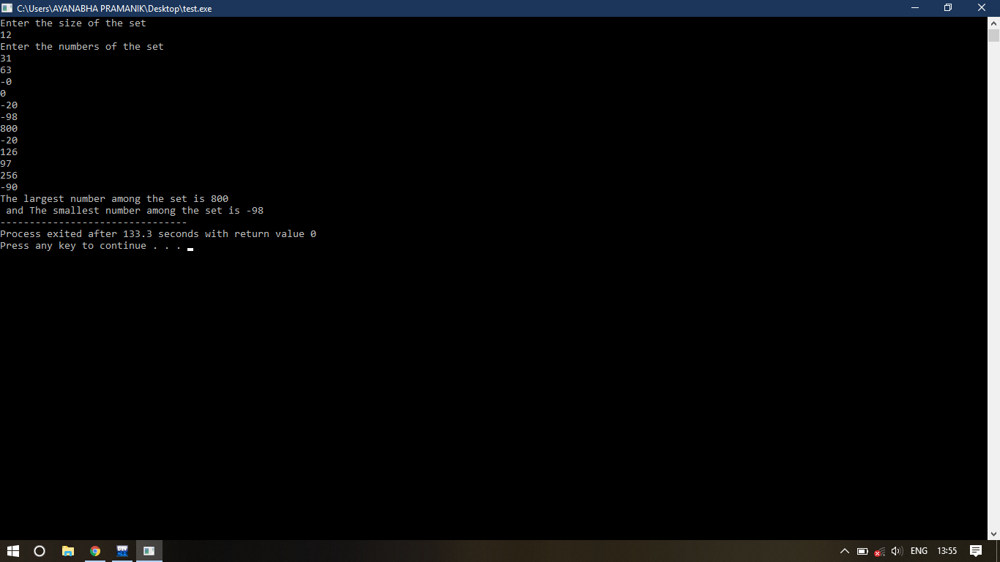 C:\Users\AYANABHA PRAMANIK\Desktop\test.exe
Enter the size of the set
12
Enter the numbers of the set
31
63
-0
0
-20
-98
800
-20
126
97
256
-90
The largest number among the set is 800
 and The smallest number among the set is -98
--------------------------------
Process exited after 133.3 seconds with return value 0
Press any key to continue . . .
DEV
ENG 13:55